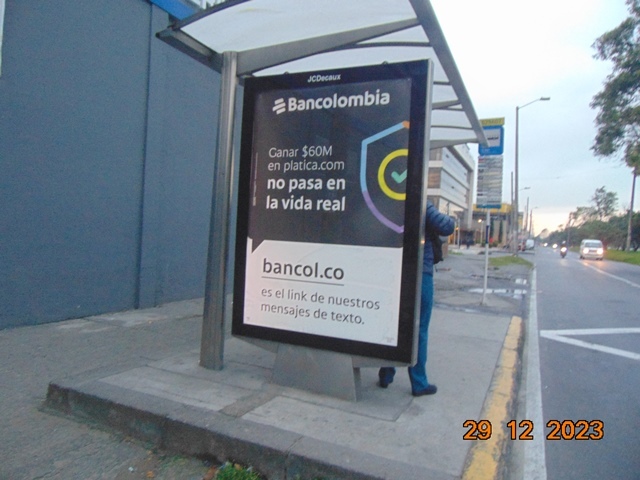 JCDecaux
Bancolombia
Ganar $60M
en platica.com
no pasa en
la vida real
bancol.co
es el link de nuestros
mensajes de texto.
29 12 2023